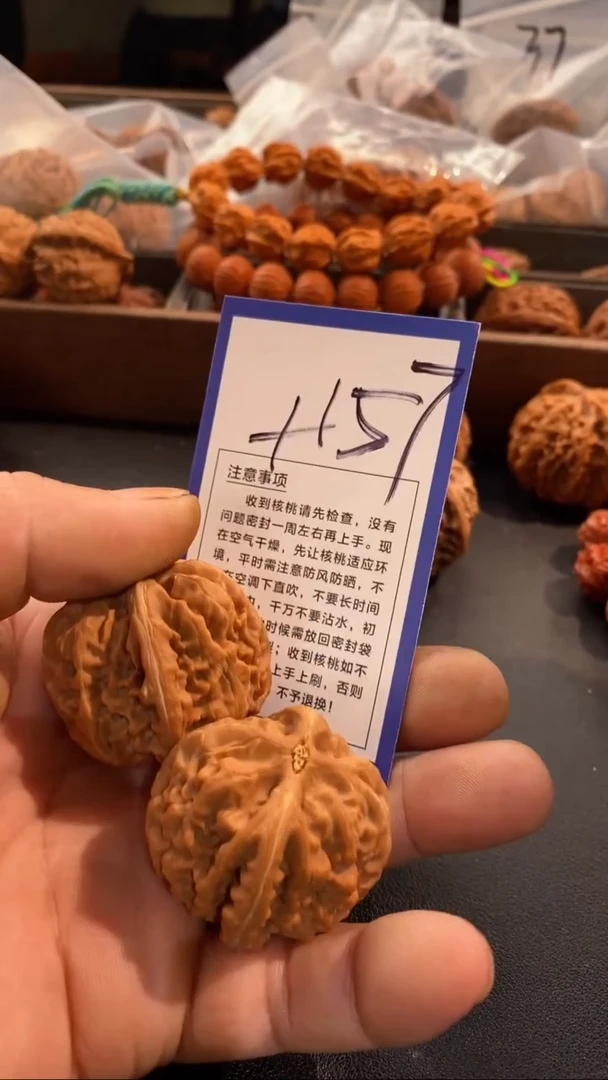 37
H57
注意事项
收到核桃请先检查，没有
问题密封一周左右再上手。现
在空气干燥，先让核桃适应环
境，平时需注意防风防晒，不
在空调下直吹，不要长时间
，千万不要沾水，初
时候需放回密封袋
；收到核桃如不
上手上刷，否则
不予退换！